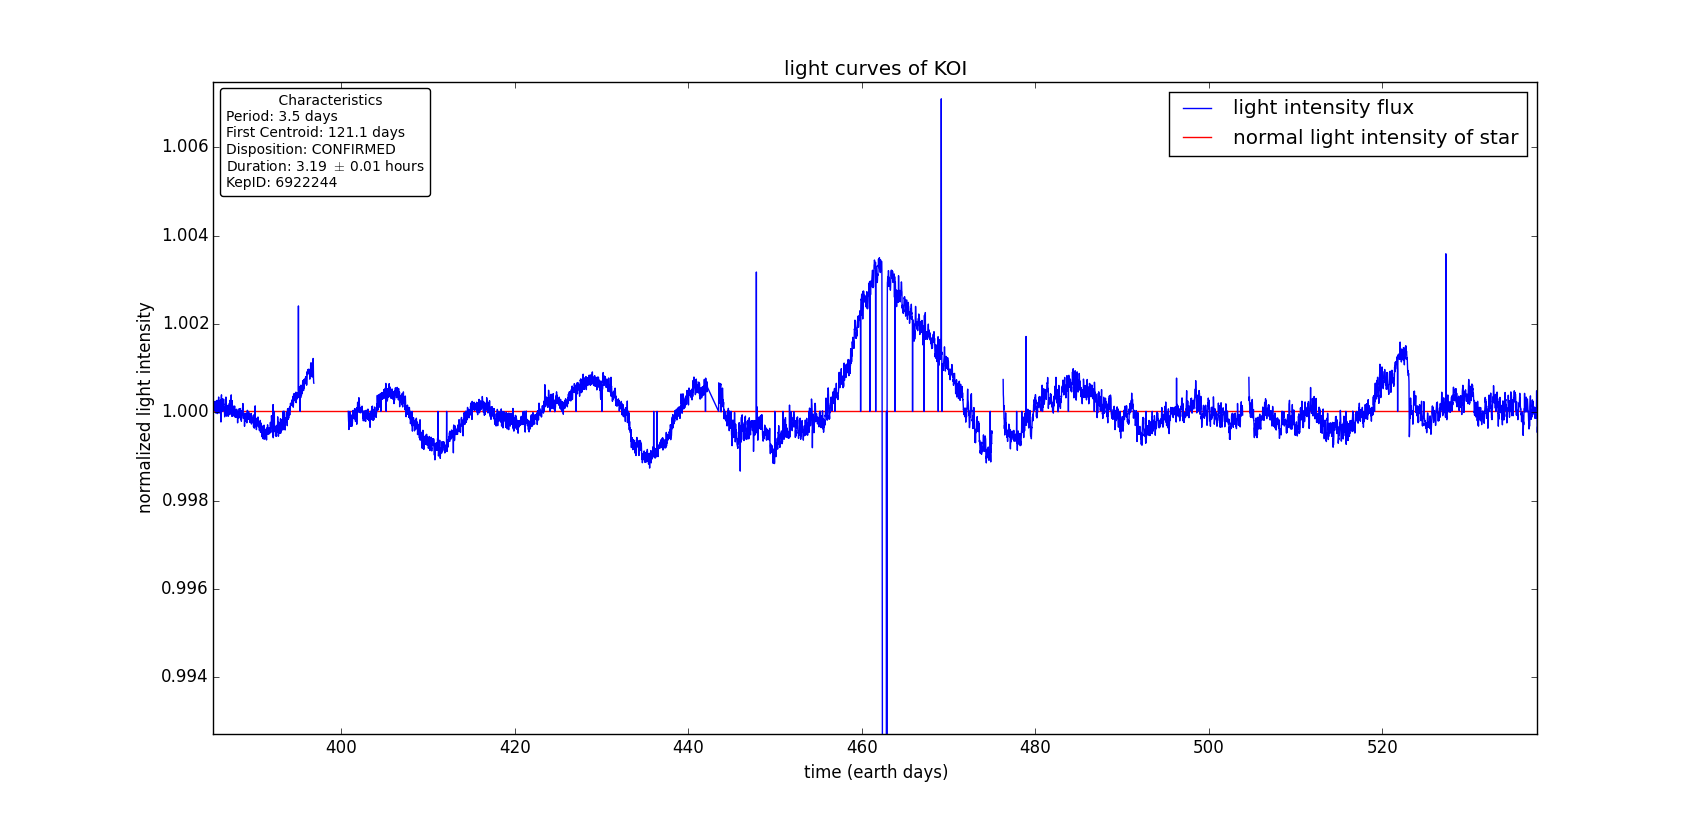 light curves of KOI
Characteristics
Period: 3.5 days
First Centroid: 121.1 days
Disposition: CONFIRMED
Duration: 3.19 ± 0.01 hours
KepID: 6922244
light intensity flux
normal light intensity of star
normalized light intensity
1.006
1.004
1.002
1.000
0.998
0.996
0.994
400 420 440 460 480 500 520
time (earth days)